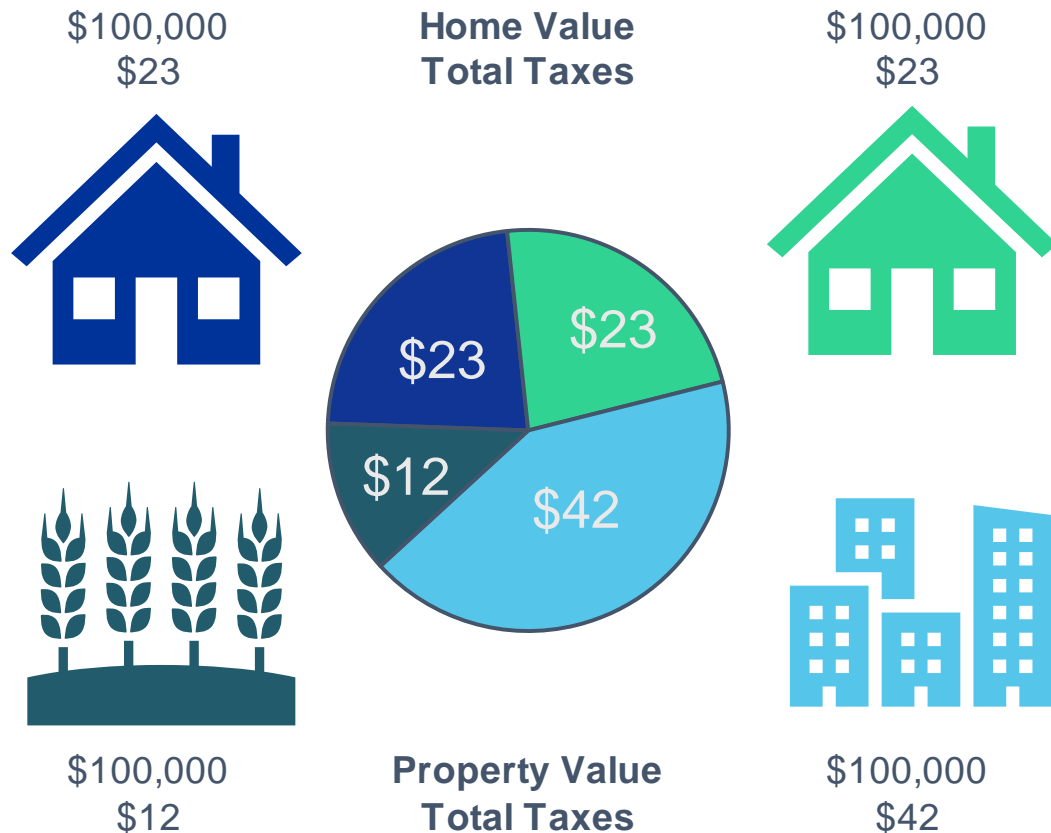 $100,000 Home Value $100,000
$23 Total Taxes $23
$23
$23
$12
$42
$100,000 Property Value $100,000
$12 Total Taxes $42